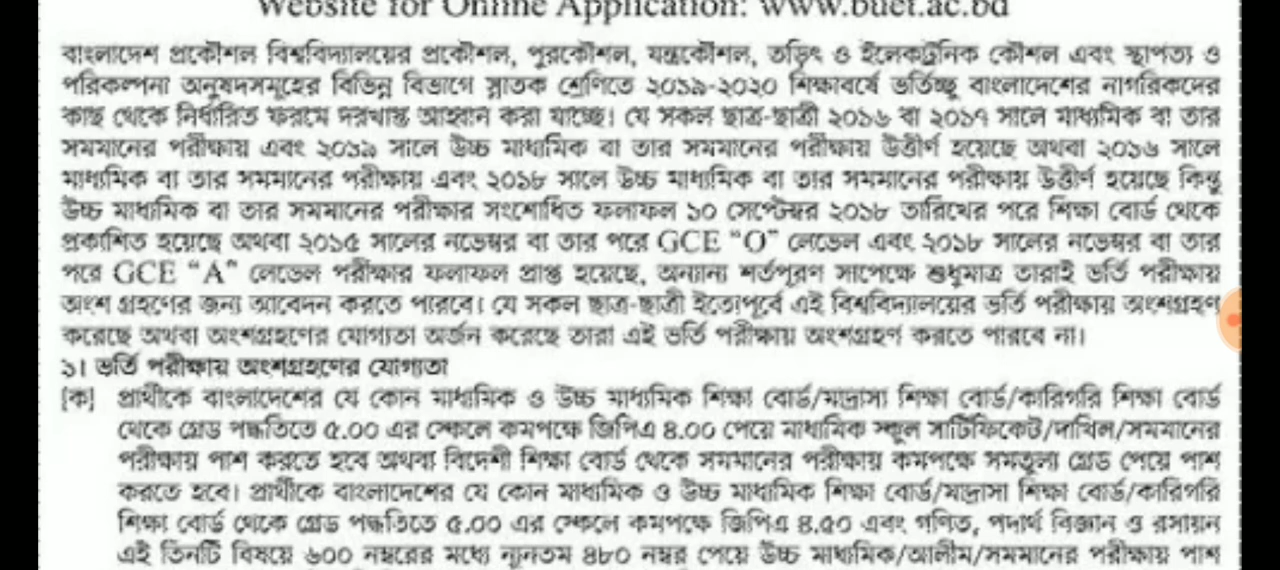 Website for Online Application: www.buet.ac.bd
বাংলাদেশ প্রকৌশল বিশ্ববিদ্যালয়ের প্রকৌশল, পুরকৌশল, যন্ত্রকৌশল, তড়িৎ ও ইলেকট্রনিক কৌশল এবং স্থাপত্য ও
পরিকল্পনা অনুষদসমূহের বিভিন্ন বিভাগে স্নাতক শ্রেণিতে ২০১৯-২০২০ শিক্ষাবর্ষে ভর্তিচ্ছু বাংলাদেশের নাগরিকদের
কাছ থেকে নির্ধারিত ফরমে দরখাস্ত আহবান করা যাচ্ছে। যে সকল ছাত্র-ছাত্রী ২০১৬ বা ২০১৭ সালে মাধ্যমিক বা তার
সমমানের পরীক্ষায় এবং ২০১৯ সালে উচ্চ মাধ্যমিক বা তার সমমানের পরীক্ষায় উত্তীর্ণ হয়েছে অথবা ২০১৬ সালে
মাধ্যমিক বা তার সমমানের পরীক্ষায় এবং ২০১৮ সালে উচ্চ মাধ্যমিক বা তার সমমানের পরীক্ষায় উত্তীর্ণ হয়েছে কিন্তু
উচ্চ মাধ্যমিক বা তার সমমানের পরীক্ষার সংশোধিত ফলাফল ১০ সেপ্টেম্বর ২০১৮ তারিখের পরে শিক্ষা বোর্ড থেকে
প্রকাশিত হয়েছে অথবা ২০১৫ সালের নভেম্বর বা তার পরে GCE “O” লেভেল এবং ২০১৮ সালের নভেম্বর বা তার
পরে GCE “A” লেভেল পরীক্ষার ফলাফল প্রাপ্ত হয়েছে, অন্যান্য শর্তপূরণ সাপেক্ষে শুধুমাত্র তারাই ভর্তি পরীক্ষায়
অংশ গ্রহণের জন্য আবেদন করতে পারবে। যে সকল ছাত্র-ছাত্রী ইতোপূর্বে এই বিশ্ববিদ্যালয়ের ভর্তি পরীক্ষায় অংশগ্রহণ
করেছে অথবা অংশগ্রহণের যোগ্যতা অর্জন করেছে তারা এই ভর্তি পরীক্ষায় অংশগ্রহণ করতে পারবে না।
১। ভর্তি পরীক্ষায় অংশগ্রহণের যোগ্যতা
[ক] প্রার্থীকে বাংলাদেশের যে কোন মাধ্যমিক ও উচ্চ মাধ্যমিক শিক্ষা বোর্ড/মাদ্রাসা শিক্ষা বোর্ড/কারিগরি শিক্ষা বোর্ড
থেকে গ্রেড পদ্ধতিতে ৫.০০ এর স্কেলে কমপক্ষে জিপিএ ৪.০০ পেয়ে মাধ্যমিক স্কুল সার্টিফিকেট/দাখিল/সমমানের
পরীক্ষায় পাশ করতে হবে অথবা বিদেশী শিক্ষা বোর্ড থেকে সমমানের পরীক্ষায় কমপক্ষে সমতুল্য গ্রেড পেয়ে পাশ
করতে হবে। প্রার্থীকে বাংলাদেশের যে কোন মাধ্যমিক ও উচ্চ মাধ্যমিক শিক্ষা বোর্ড/মাদ্রাসা শিক্ষা বোর্ড/কারিগরি
শিক্ষা বোর্ড থেকে গ্রেড পদ্ধতিতে ৫.০০ এর স্কেলে কমপক্ষে জিপিএ ৪.৫০ এবং গণিত, পদার্থ বিজ্ঞান ও রসায়ন
এই তিনটি বিষয়ে ৬০০ নম্বরের মধ্যে ন্যূনতম ৪৮০ নম্বর পেয়ে উচ্চ মাধ্যমিক/আলীম/সমমানের পরীক্ষায় পাশ